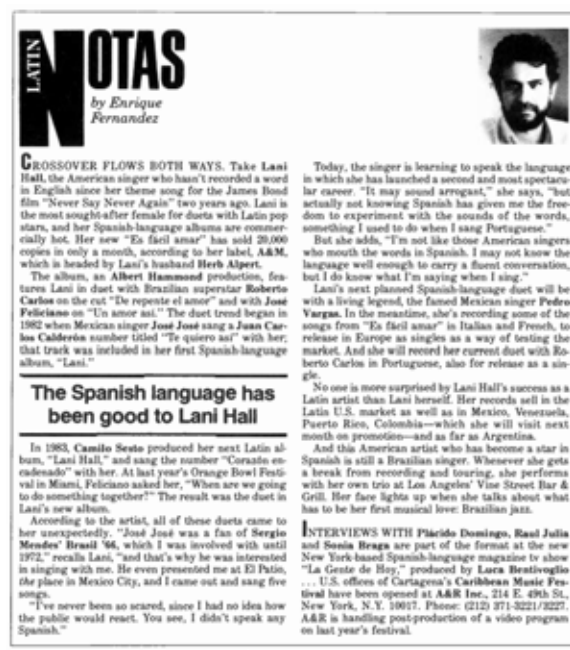 LATIN
NOTAS
by Enrique
Fernandez
CROSSOVER FLOWS BOTH WAYS. Take Lani
Hall, the American singer who hasn't recorded a word
in English since her theme song for the James Bond
film "Never Say Never Again" two years ago. Lani is
the most sought-after female for duets with Latin pop
stars, and her Spanish-language albums are commer-
cially hot. Her new "Es fácil amar" has sold 20,000
copies in only a month, according to her label, A&M,
which is headed by Lani's husband Herb Alpert.
The album, an Albert Hammond production, fea-
tures Lani in duet with Brazilian superstar Roberto
Carlos on the cut "De repente el amor" and with José
Feliciano on "Un amor así." The duet trend began in
1982 when Mexican singer José José sang a Juan Car-
los Calderón number titled "Te quiero así" with her;
that track was included in her first Spanish-language
album, "Lani."
The Spanish language has
been good to Lani Hall
In 1983, Camilo Sesto produced her next Latin al-
bum, "Lani Hall," and sang the number "Corazón en-
cadenado" with her. At last year's Orange Bowl Festi-
val in Miami, Feliciano asked her, "When are we going
to do something together?" The result was the duet in
Lani's new album.
According to the artist, all of these duets came to
her unexpectedly. "José José was a fan of Sergio
Mendes' Brasil '66, which I was involved with until
1972," recalls Lani, "and that's why he was interested
in singing with me. He even presented me at El Patio,
the place in Mexico City, and I came out and sang five
songs.
"I've never been so scared, since I had no idea how
the public would react. You see, I didn't speak any
Spanish."
Today, the singer is learning to speak the language
in which she has launched a second and most spectacu-
lar career. "It may sound arrogant," she says, "but
actually not knowing Spanish has given me the free-
dom to experiment with the sounds of the words,
something I used to do when I sang Portuguese."
But she adds, "I'm not like those American singers
who mouth the words in Spanish. I may not know the
language well enough to carry a fluent conversation,
but I do know what I'm saying when I sing."
Lani's next planned Spanish-language duet will be
with a living legend, the famed Mexican singer Pedro
Vargas. In the meantime, she's recording some of the
songs from "Es fácil amar" in Italian and French, to
release in Europe as singles as a way of testing the
market. And she will record her current duet with Ro-
berto Carlos in Portuguese, also for release as a sin-
gle.
No one is more surprised by Lani Hall's success as a
Latin artist than Lani herself. Her records sell in the
Latin U.S. market as well as in Mexico, Venezuela,
Puerto Rico, Colombia—which she will visit next
month on promotion—and as far as Argentina.
And this American artist who has become a star in
Spanish is still a Brazilian singer. Whenever she gets
a break from recording and touring, she performs
with her own trio at Los Angeles' Vine Street Bar &
Grill. Her face lights up when she talks about what
has to be her first musical love: Brazilian jazz.
INTERVIEWS WITH Plácido Domingo, Raul Julia
and Sonia Braga are part of the format at the new
New York-based Spanish-language magazine tv show
"La Gente de Hoy," produced by Luca Bentivoglio
... U.S. offices of Cartagena's Caribbean Music Fes-
tival have been opened at A&R Inc., 214 E. 49th St.,
New York, N.Y. 10017. Phone: (212) 371-3221/3227.
A&R is handling post-production of a video program
on last year's festival.